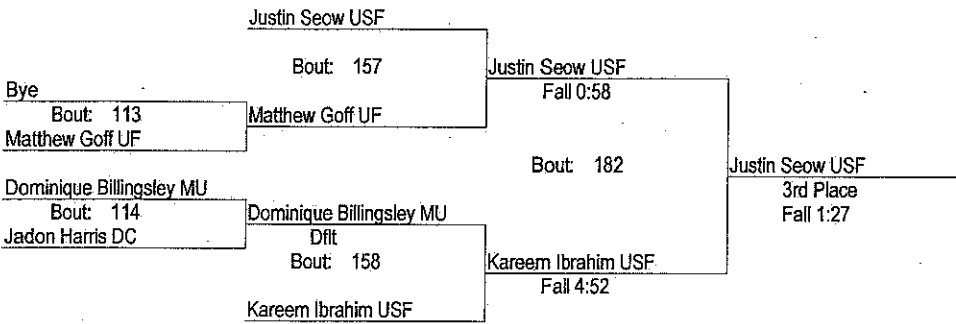 Justin Seow USF
Bout: 157
Justin Seow USF
Fall 0:58
Bye
Bout: 113
Matthew Goff UF
Matthew Goff UF
Bout: 182
Justin Seow USF
3rd Place
Fall 1:27
Dominique Billingsley MU
Bout: 114
Jadon Harris DC
Dominique Billingsley MU
Dflt
Bout: 158
Kareem Ibrahim USF
Fall 4:52
Kareem Ibrahim USF